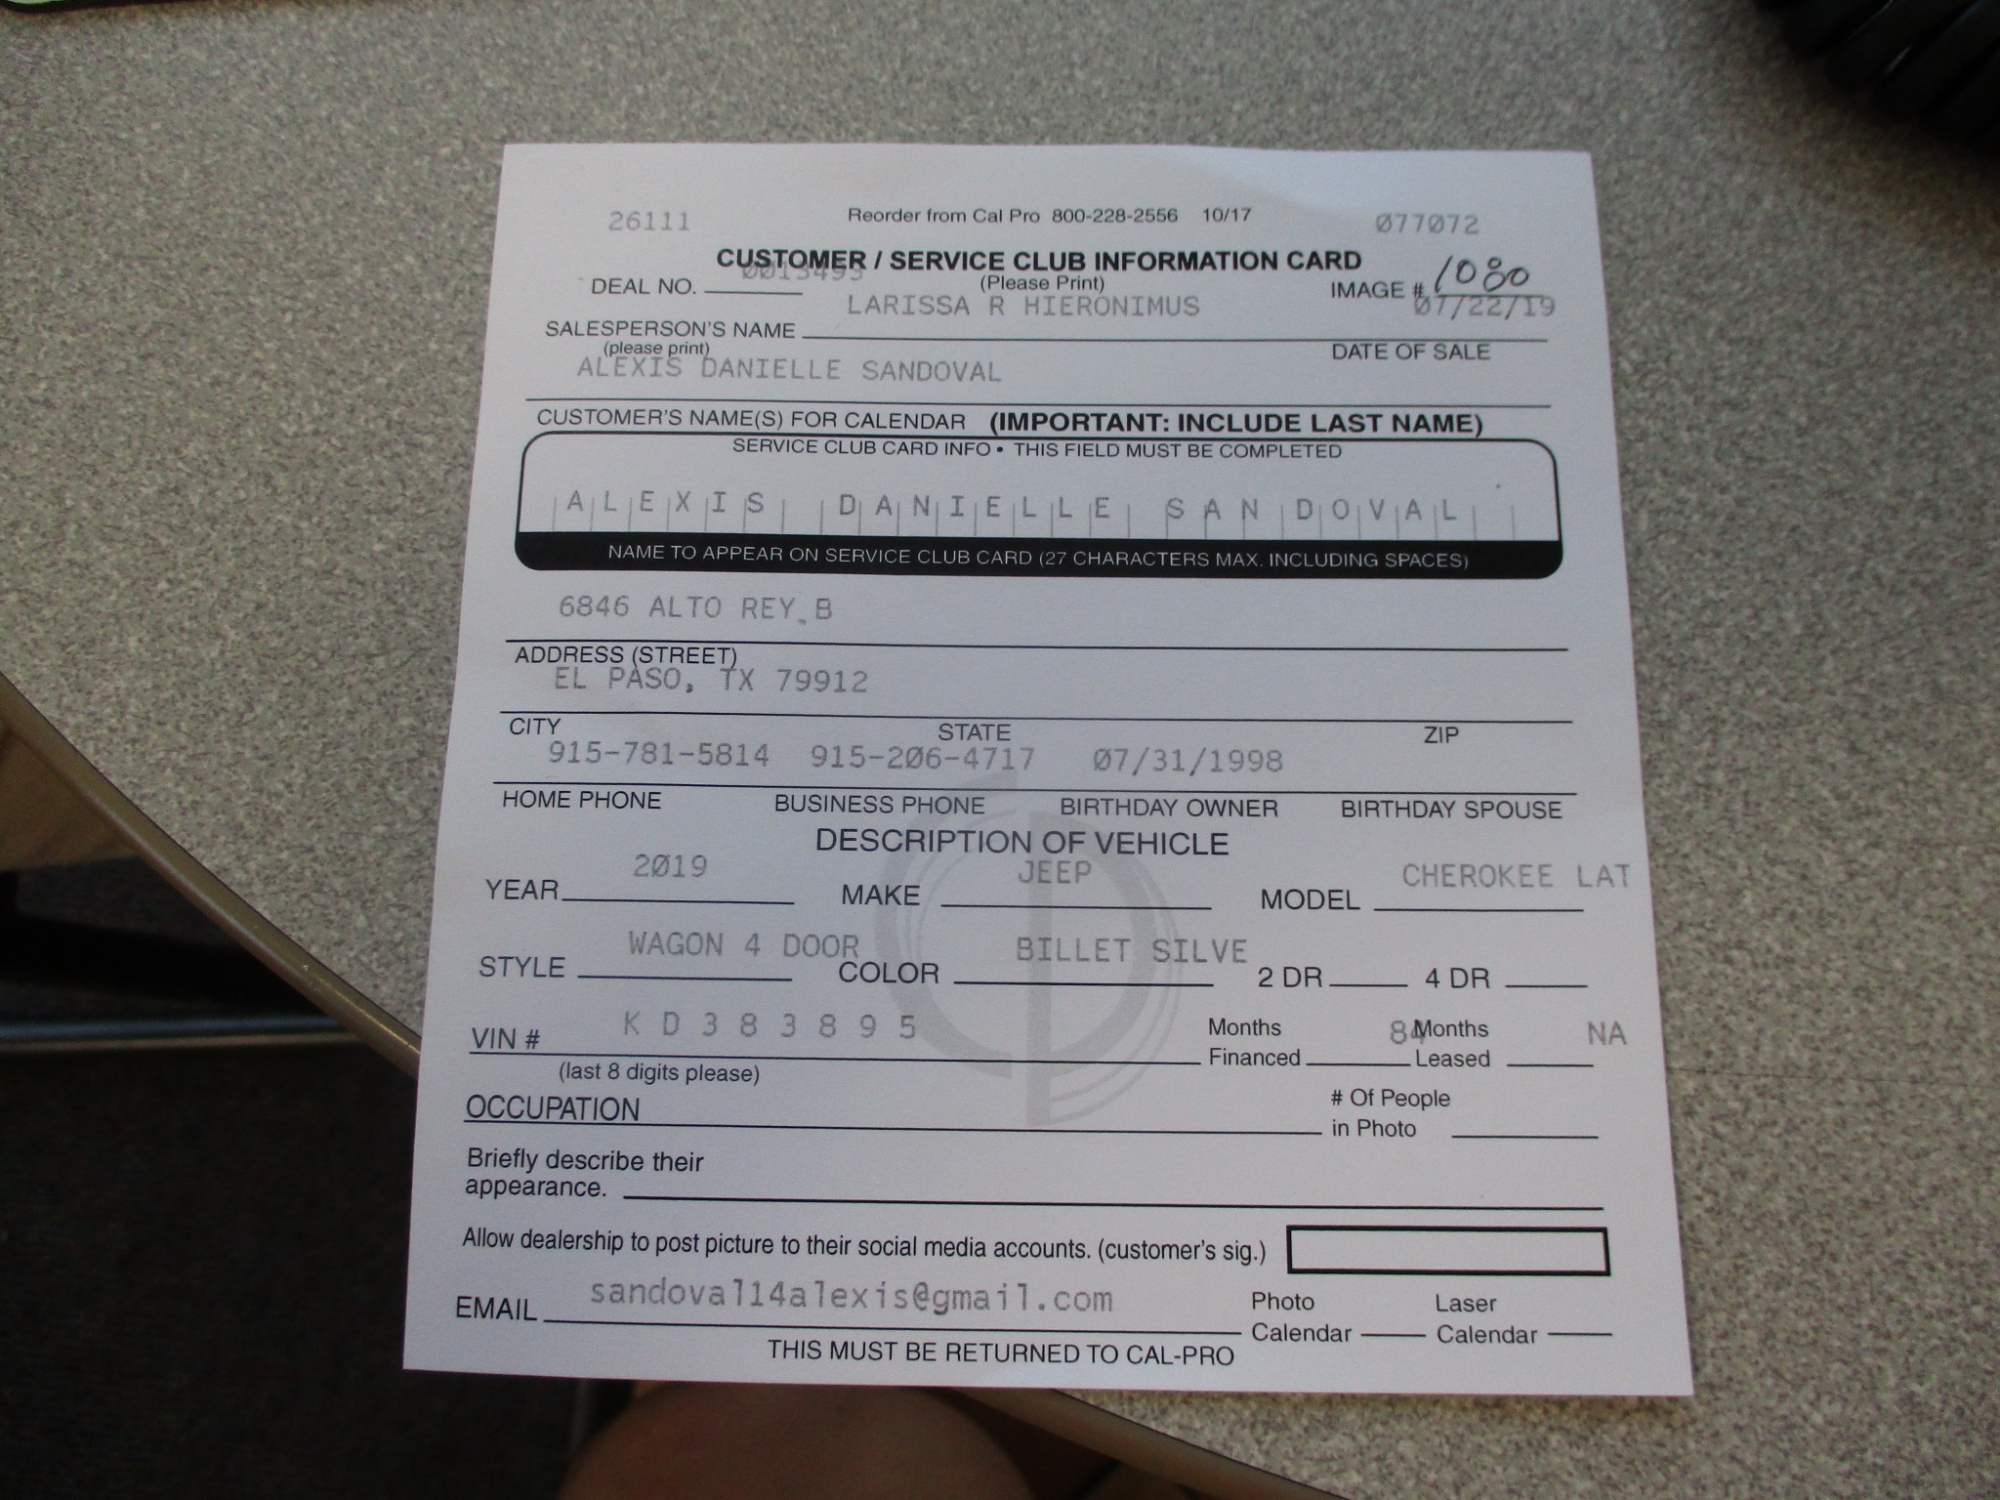 26111 Reorder from Cal Pro 800-228-2556 10/17 Ø77Ø72
CUSTOMER / SERVICE CLUB INFORMATION CARD
DEAL NO. 0013495 (Please Print) IMAGE # 1080
LARISSA R HIERONIMUS 07/22/19
SALESPERSON'S NAME
(please print) DATE OF SALE
ALEXIS DANIELLE SANDOVAL
CUSTOMER'S NAME(S) FOR CALENDAR (IMPORTANT: INCLUDE LAST NAME)
SERVICE CLUB CARD INFO • THIS FIELD MUST BE COMPLETED
ALEXIS DANIELLE SANDOVAL
NAME TO APPEAR ON SERVICE CLUB CARD (27 CHARACTERS MAX. INCLUDING SPACES)
6846 ALTO REY B
ADDRESS (STREET)
EL PASO, TX 79912
CITY STATE ZIP
915-781-5814 915-2Ø6-4717 Ø7/31/1998
HOME PHONE BUSINESS PHONE BIRTHDAY OWNER BIRTHDAY SPOUSE
DESCRIPTION OF VEHICLE
YEAR 2Ø19 MAKE JEEP MODEL CHEROKEE LAT
STYLE WAGON 4 DOOR COLOR BILLET SILVE 2 DR 4 DR
VIN # K D 3 8 3 8 9 5 Months Financed 84 Months Leased NA
(last 8 digits please)
OCCUPATION # Of People in Photo
Briefly describe their
appearance.
Allow dealership to post picture to their social media accounts. (customer's sig.)
EMAIL sandoval14alexis@gmail.com Photo Calendar Laser Calendar
THIS MUST BE RETURNED TO CAL-PRO